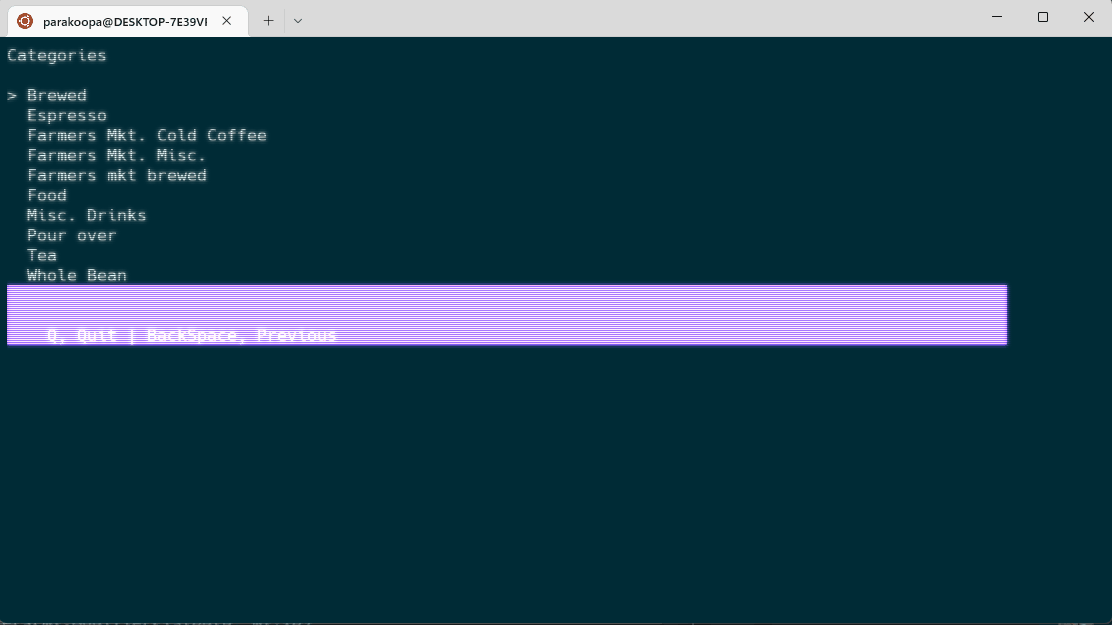 parakoopa@DESKTOP-7E39VI
Categories
> Brewed
Espresso
Farmers Mkt. Cold Coffee
Farmers Mkt. Misc.
Farmers mkt brewed
Food
Misc. Drinks
Pour over
Tea
Whole Bean
Q, Quit | BackSpace, Previous